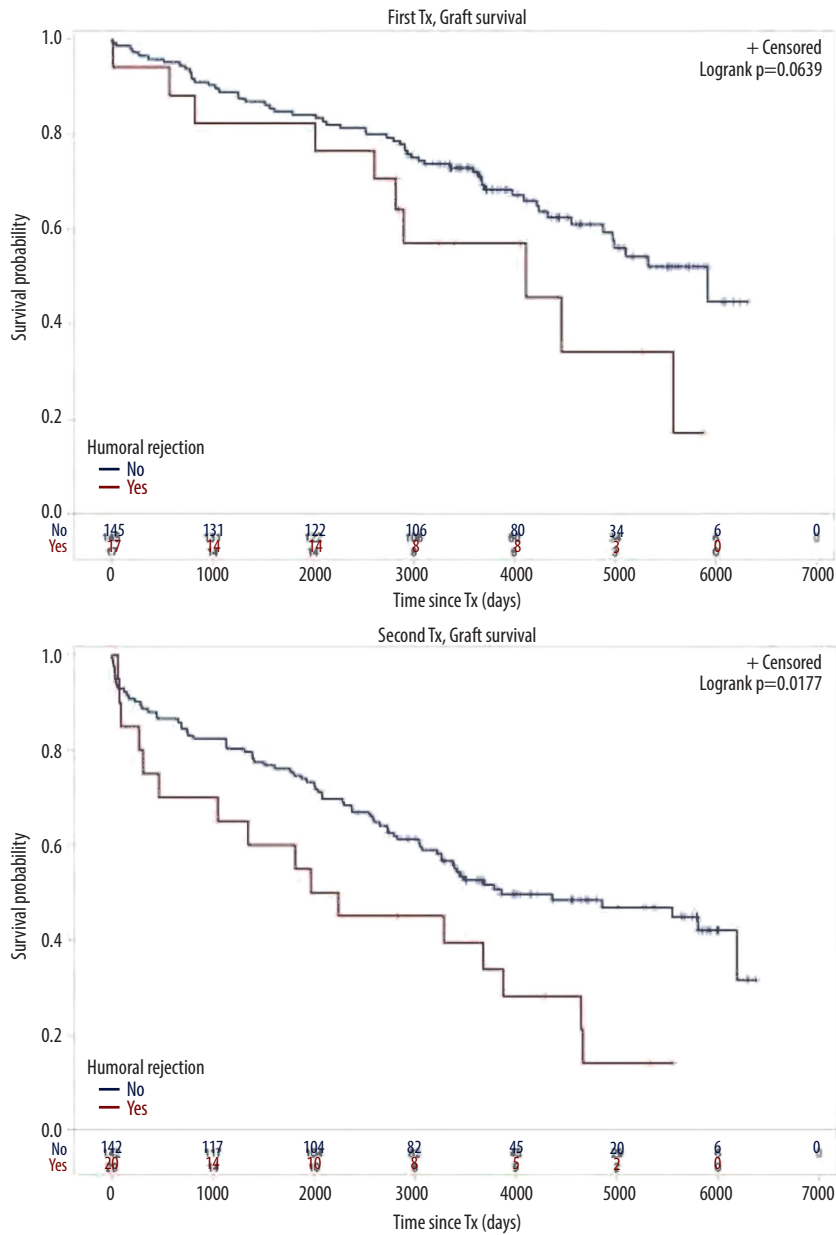 First Tx, Graft survival
+ Censored
Logrank p=0.0639
1.0
0.8
0.6
0.4
0.2
0.0
Survival probability
Humoral rejection
No
Yes
No 145 131 122 106 80 34 6 0
Yes 17 14 14 8 8 3 0
0 1000 2000 3000 4000 5000 6000 7000
Time since Tx (days)
Second Tx, Graft survival
+ Censored
Logrank p=0.0177
1.0
0.8
0.6
0.4
0.2
0.0
Survival probability
Humoral rejection
No
Yes
No 142 117 104 82 45 20 6 0
Yes 20 14 10 8 5 2 0
0 1000 2000 3000 4000 5000 6000 7000
Time since Tx (days)